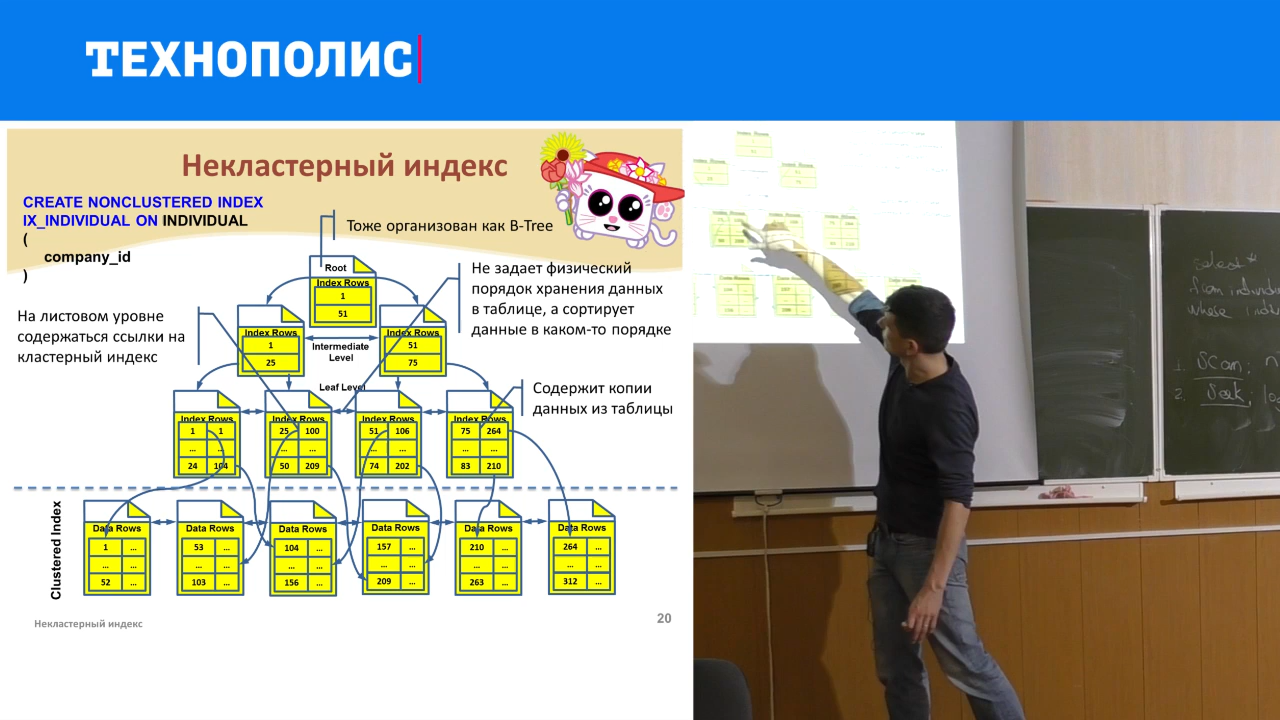 ТЕХНОПОЛИС
Некластерный индекс
CREATE NONCLUSTERED INDEX
IX_INDIVIDUAL ON INDIVIDUAL
(
company_id
)
Тоже организован как B-Tree
Не задает физический
порядок хранения данных
в таблице, а сортирует
данные в каком-то порядке
На листовом уровне
содержаться ссылки на
кластерный индекс
Содержит копии
данных из таблицы
Root
Index Rows
1
51
Index Rows
1
25
Intermediate
Level
Index Rows
51
75
Leaf Level
Index Rows
1 1
...
24 104
Index Rows
25 100
... ...
50 209
Index Rows
51 106
... ...
74 202
Index Rows
75 264
... ...
83 210
Clustered Index
Data Rows
1 ...
... ...
52 ...
Data Rows
53 ...
... ...
103 ...
Data Rows
104 ...
... ...
156 ...
Data Rows
157 ...
... ...
209 ...
Data Rows
210 ...
... ...
263 ...
Data Rows
264 ...
... ...
312 ...
Некластерный индекс
20
select *
from individ
where indi
1. Scan;
2. Seek;